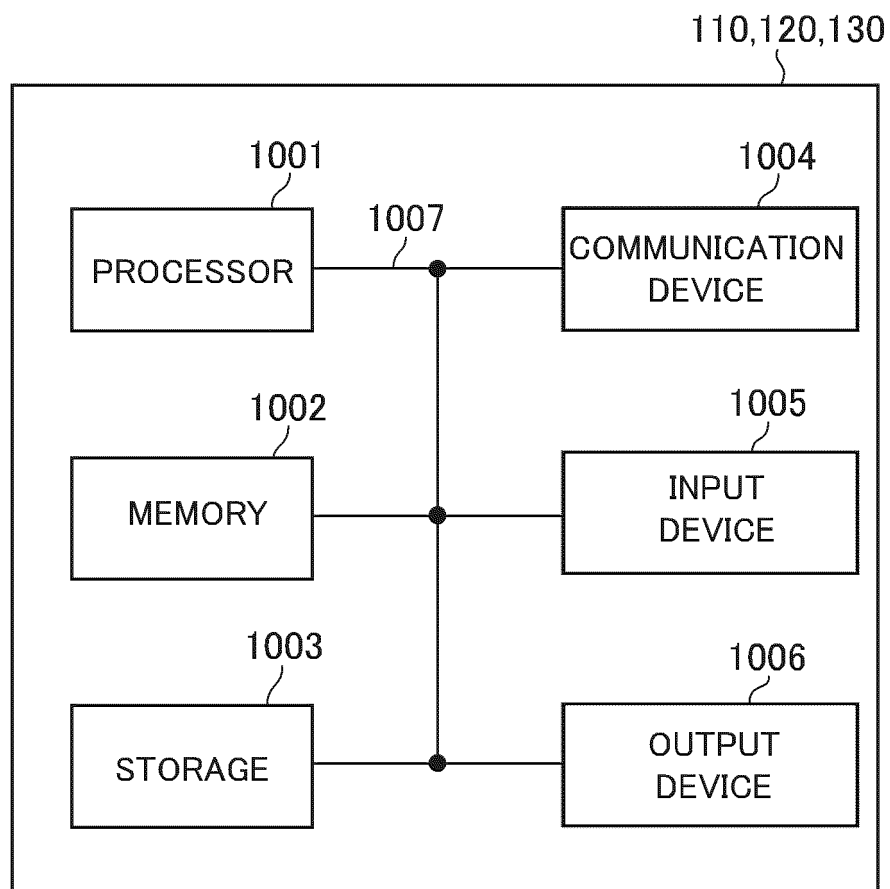 110,120,130
1001
PROCESSOR
1007
1004
COMMUNICATION
DEVICE
1002
MEMORY
1005
INPUT
DEVICE
1003
STORAGE
1006
OUTPUT
DEVICE